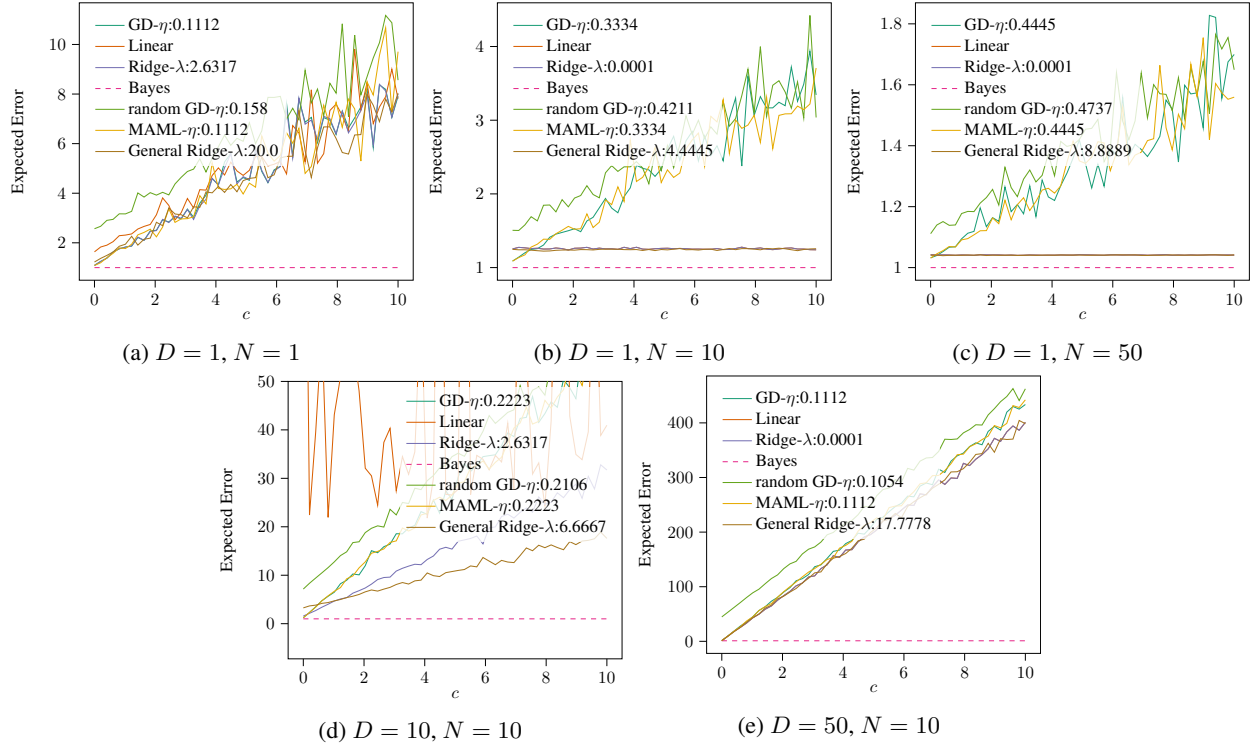 10
8
6
4
2
Expected Error
GD-η:0.1112
Linear
Ridge-λ:2.6317
Bayes
random GD-η:0.158
MAML-η:0.1112
General Ridge-λ:20.0
0 2 4 6 8 10
c
(a) D = 1, N = 1
4
3
2
1
Expected Error
GD-η:0.3334
Linear
Ridge-λ:0.0001
Bayes
random GD-η:0.4211
MAML-η:0.3334
General Ridge-λ:4.4445
0 2 4 6 8 10
c
(b) D = 1, N = 10
1.8
1.6
1.4
1.2
1
Expected Error
GD-η:0.4445
Linear
Ridge-λ:0.0001
Bayes
random GD-η:0.4737
MAML-η:0.4445
General Ridge-λ:8.8889
0 2 4 6 8 10
c
(c) D = 1, N = 50
50
40
30
20
10
0
Expected Error
GD-η:0.2223
Linear
Ridge-λ:2.6317
Bayes
random GD-η:0.2106
MAML-η:0.2223
General Ridge-λ:6.6667
0 2 4 6 8 10
c
(d) D = 10, N = 10
400
300
200
100
0
Expected Error
GD-η:0.1112
Linear
Ridge-λ:0.0001
Bayes
random GD-η:0.1054
MAML-η:0.1112
General Ridge-λ:17.7778
0 2 4 6 8 10
c
(e) D = 50, N = 10